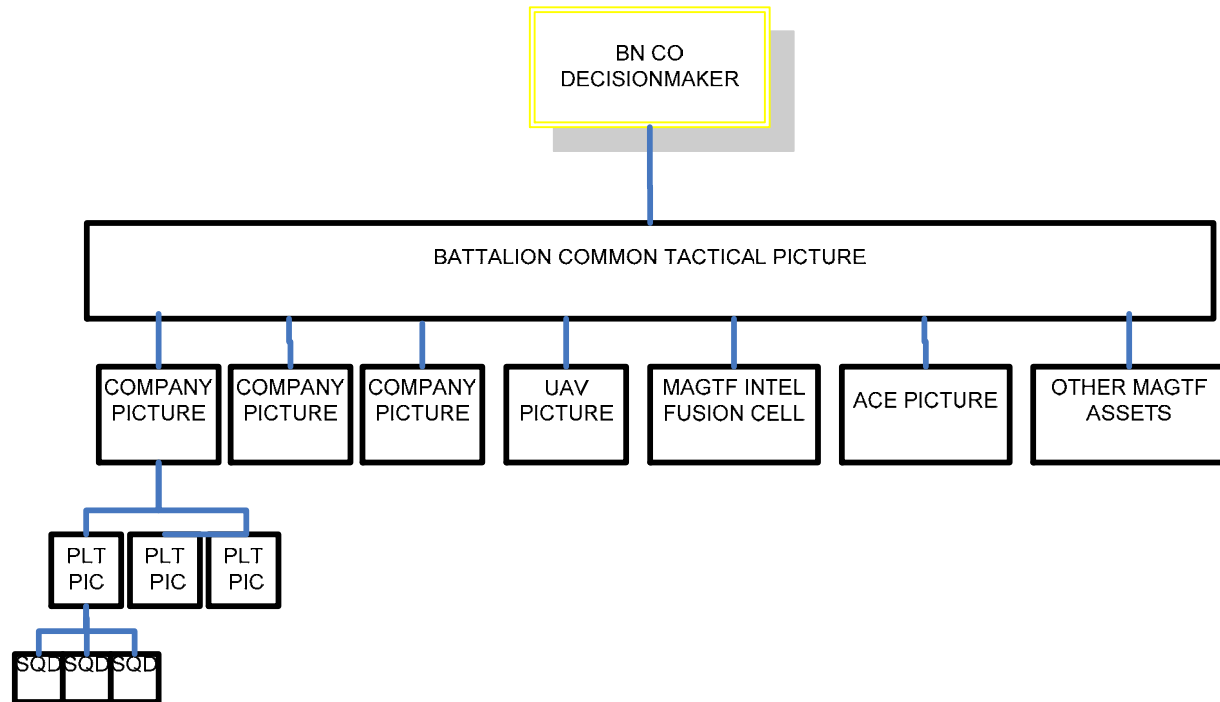 BN CO
DECISIONMAKER
BATTALION COMMON TACTICAL PICTURE
COMPANY
PICTURE
COMPANY
PICTURE
COMPANY
PICTURE
UAV
PICTURE
MAGTF INTEL
FUSION CELL
ACE PICTURE
OTHER MAGTF
ASSETS
PLT
PIC
PLT
PIC
PLT
PIC
SQD
SQD
SQD